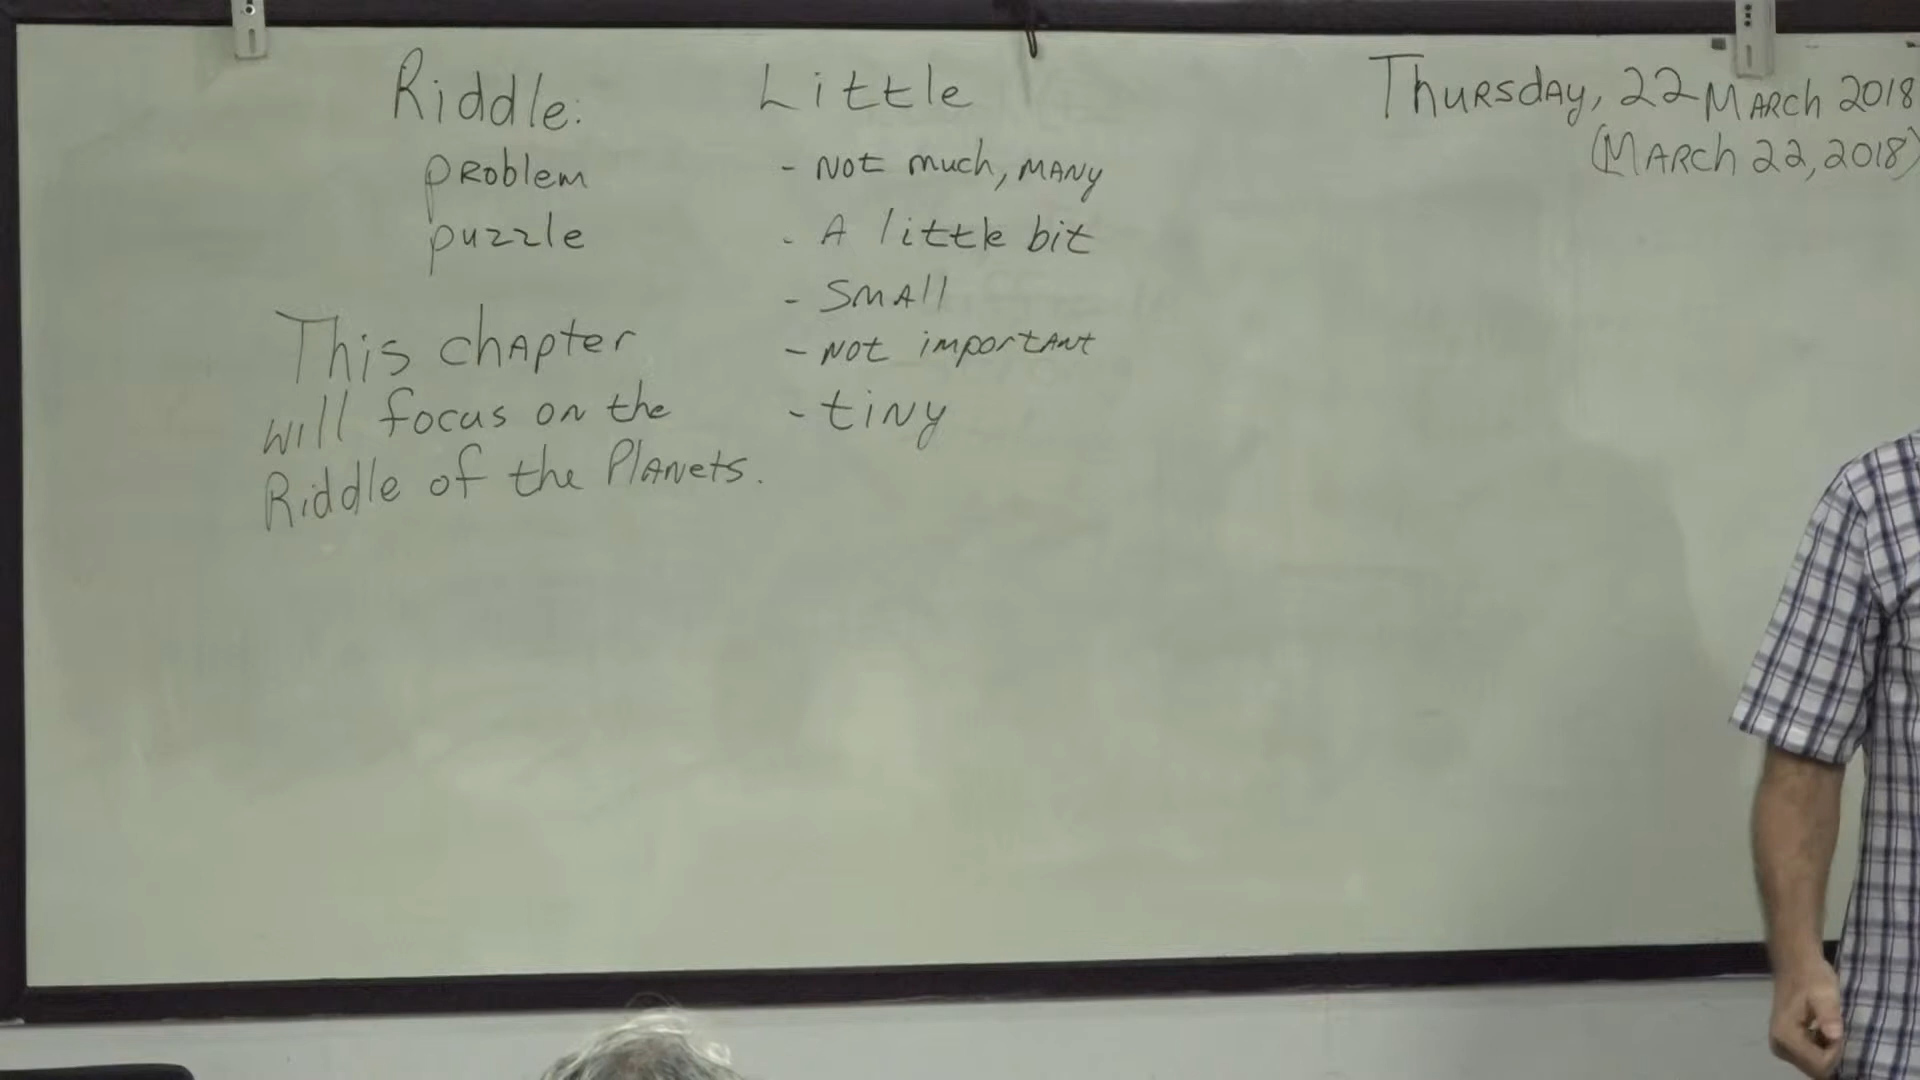 Riddle:
problem
puzzle
This chapter
will focus on the
Riddle of the Planets.
Little
- not much, many
- A little bit
- small
- not important
- tiny
Thursday, 22 March 2018
(March 22, 2018)